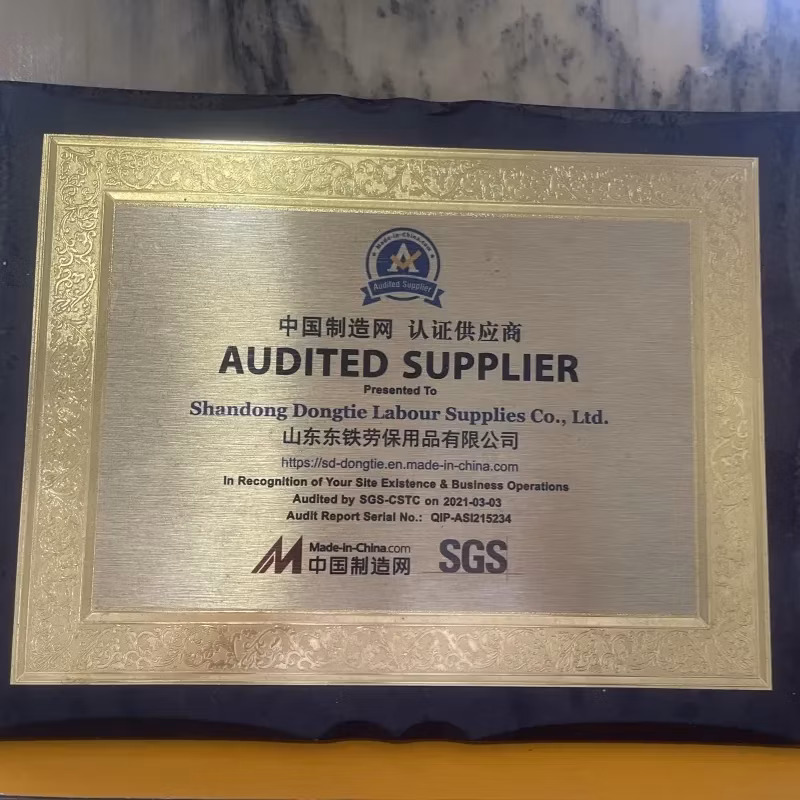 Made-in-China.com
Audited Supplier
中国制造网 认证供应商
AUDITED SUPPLIER
Presented To
Shandong Dongtie Labour Supplies Co., Ltd.
山东东铁劳保用品有限公司
https://sd-dongtie.en.made-in-china.com
In Recognition of Your Site Existence & Business Operations
Audited by SGS-CSTC on 2021-03-03
Audit Report Serial No.: QIP-ASI215234
Made-in-China.com
中国制造网
SGS